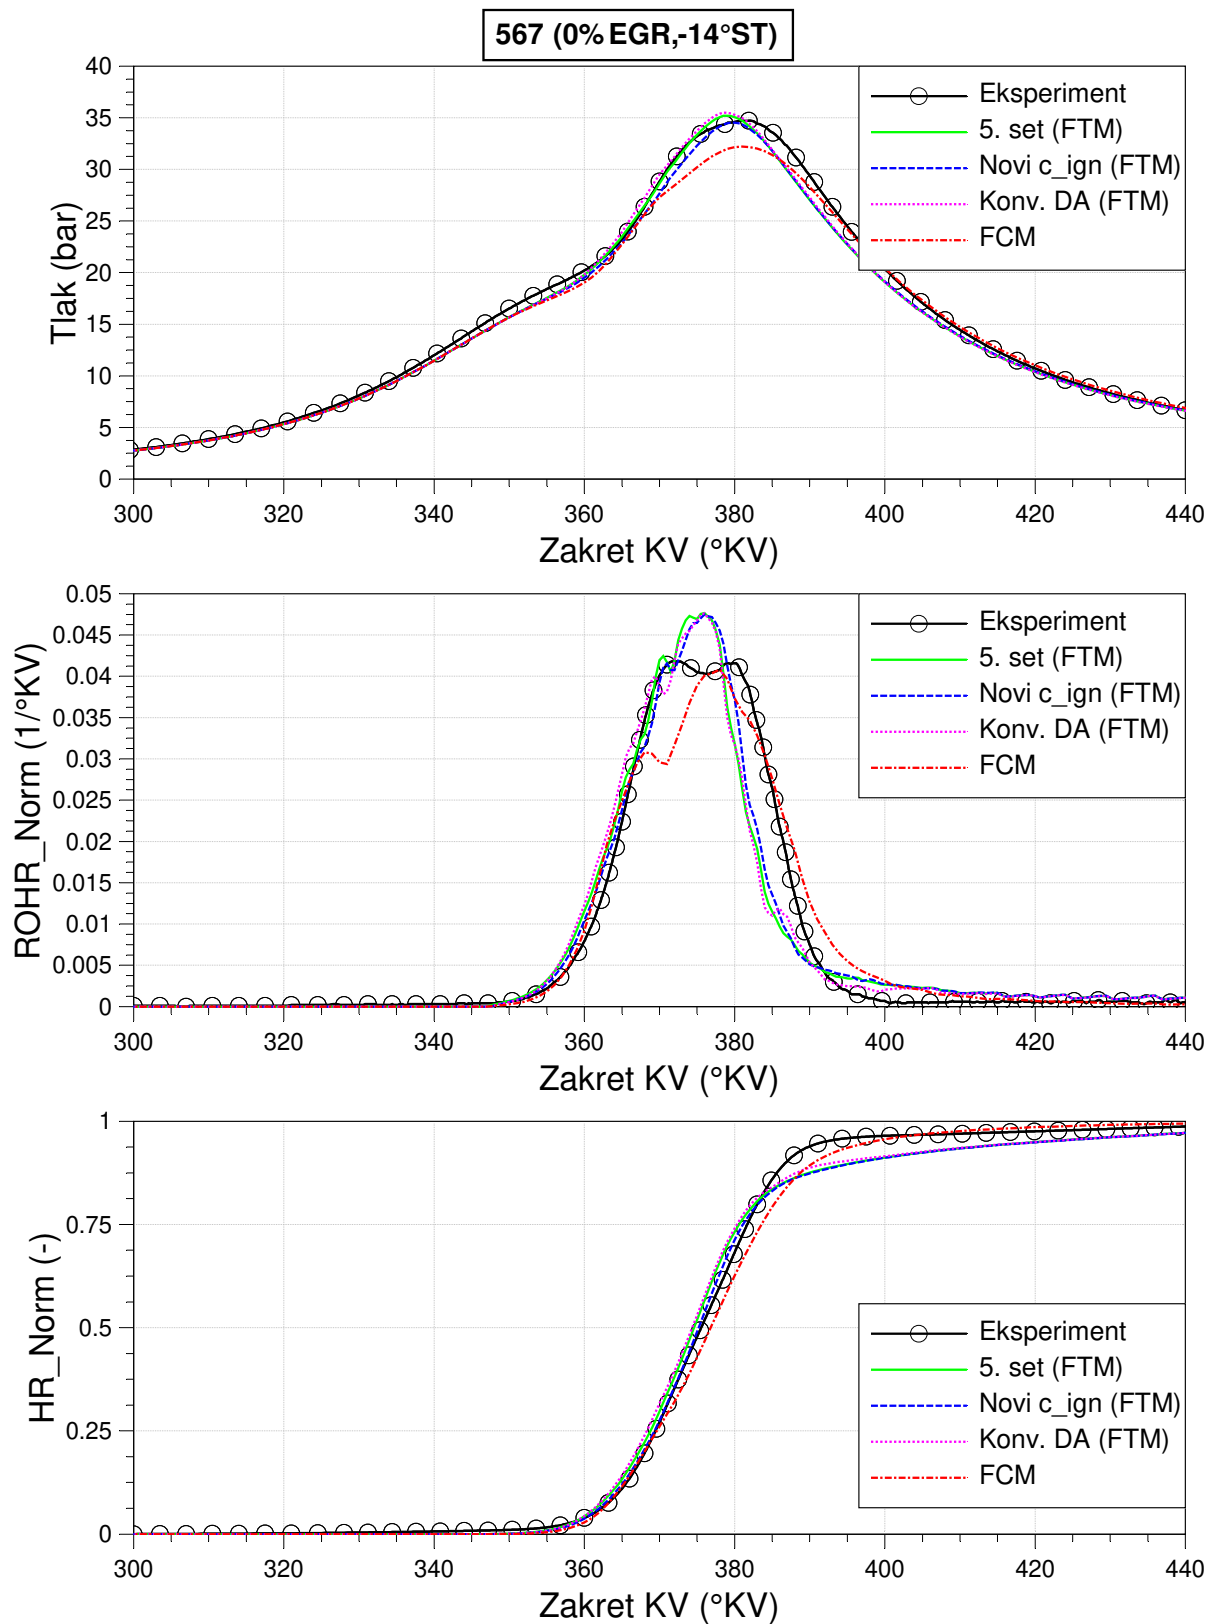 567 (0% EGR,-14°ST)
40
35
30
25
20
15
10
5
0
Tlak (bar)
Eksperiment
5. set (FTM)
Novi c_ign (FTM)
Konv. DA (FTM)
FCM
300
320
340
360
380
400
420
440
Zakret KV (°KV)
0.05
0.045
0.04
0.035
0.03
0.025
0.02
0.015
0.01
0.005
0
ROHR_Norm (1/°KV)
Eksperiment
5. set (FTM)
Novi c_ign (FTM)
Konv. DA (FTM)
FCM
300
320
340
360
380
400
420
440
Zakret KV (°KV)
1
0.75
0.5
0.25
0
HR_Norm (-)
Eksperiment
5. set (FTM)
Novi c_ign (FTM)
Konv. DA (FTM)
FCM
300
320
340
360
380
400
420
440
Zakret KV (°KV)